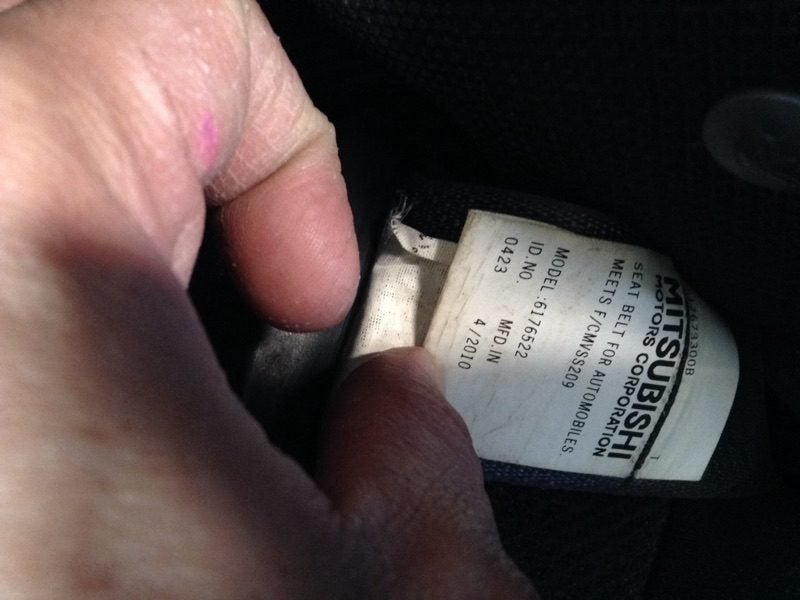 MITSUBISHI
MOTORS CORPORATION
SEAT BELT FOR AUTOMOBILES.
MEETS F/CMVSS209
MODEL:6176522
ID.NO. MFD.IN
0423 4/2010